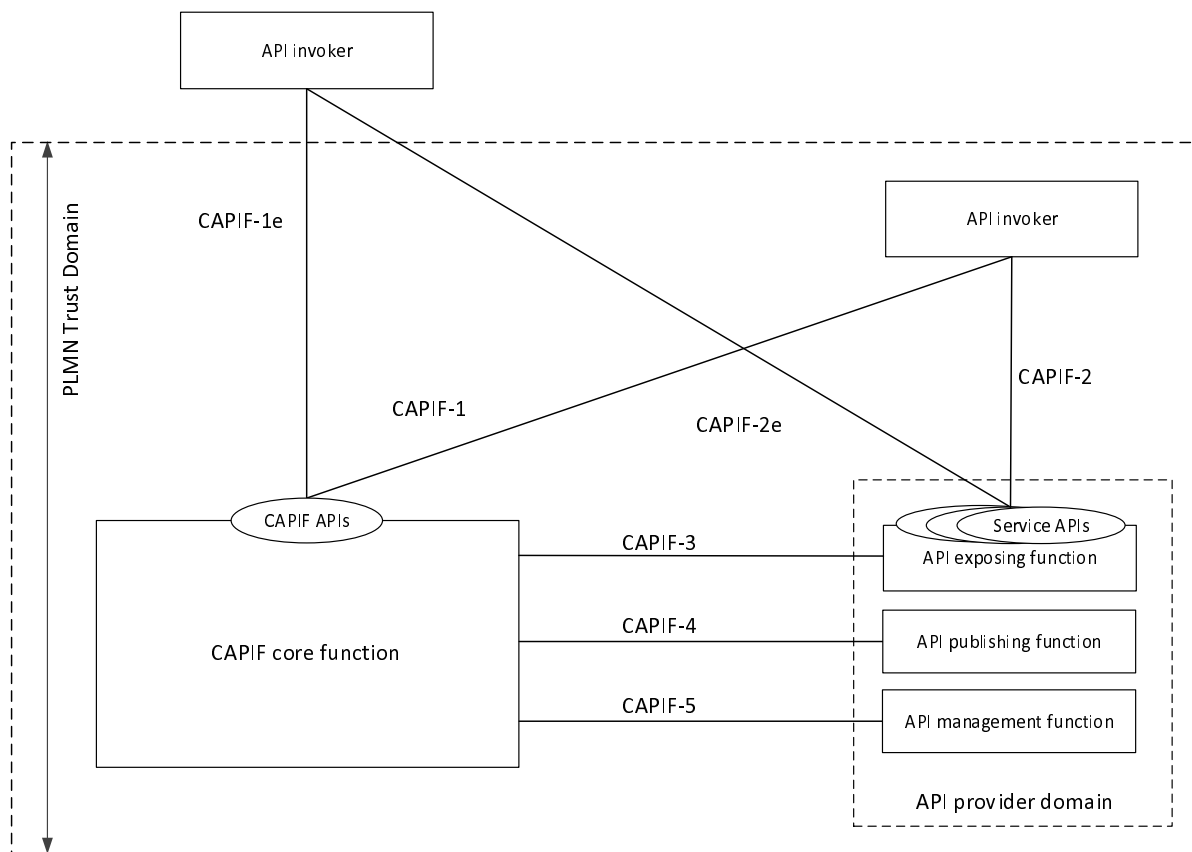 API invoker
PLMN Trust Domain
CAPIF-1e
API invoker
CAPIF-2
CAPIF-1
CAPIF-2e
CAPIF APIs
Service APIs
CAPIF-3
API exposing function
CAPIF-4
API publishing function
CAPIF core function
CAPIF-5
API management function
API provider domain